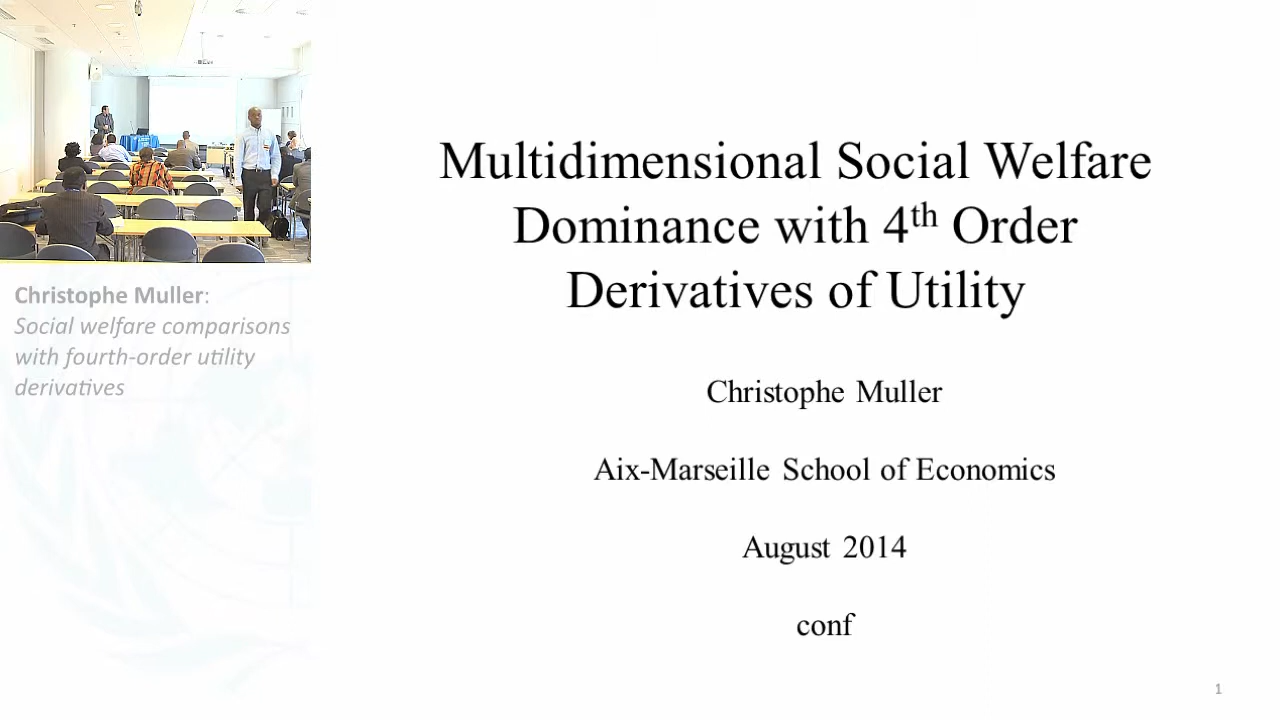 Christophe Muller:
Social welfare comparisons
with fourth-order utility
derivatives
Multidimensional Social Welfare
Dominance with 4th Order
Derivatives of Utility
Christophe Muller
Aix-Marseille School of Economics
August 2014
conf
1